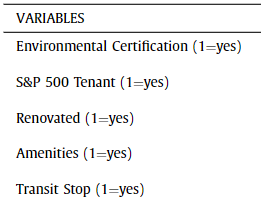 VARIABLES
Environmental Certification (1=yes)
S&P 500 Tenant (1=yes)
Renovated (1=yes)
Amenities (1=yes)
Transit Stop (1=yes)